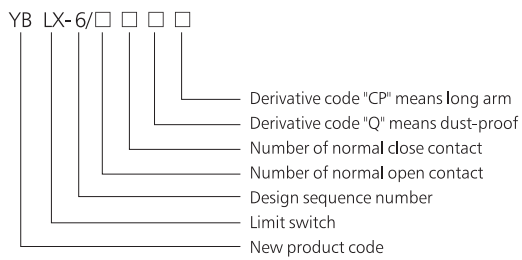 YB LX-6/□ □ □ □
Derivative code "CP" means long arm
Derivative code "Q" means dust-proof
Number of normal close contact
Number of normal open contact
Design sequence number
Limit switch
New product code